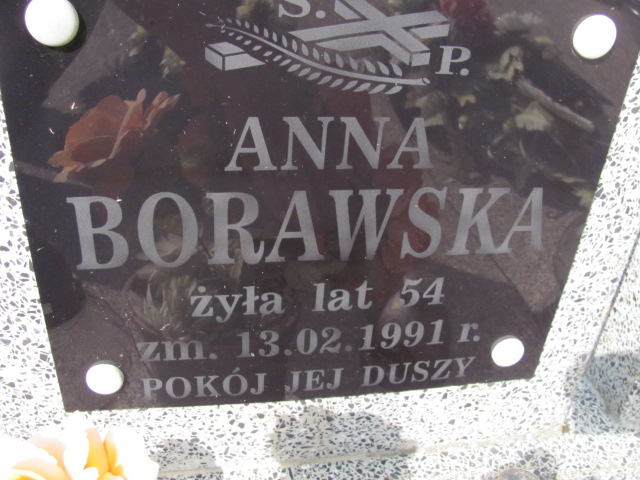 S. P.
ANNA
BORAWSKA
żyła lat 54
zm. 13.02.1991 r.
POKÓJ JEJ DUSZY